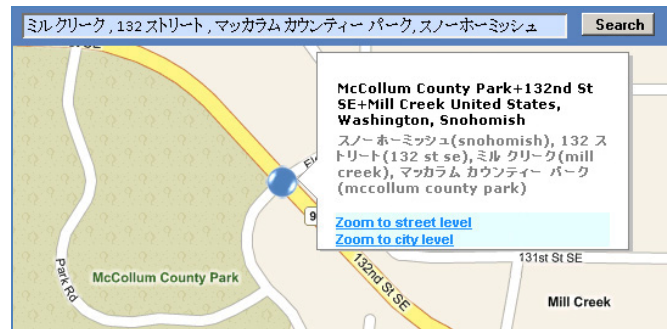 ミルクリーク , 132 ストリート , マッカラム カウンティー パーク, スノーホーミッシュ
Search
McCollum County Park+132nd St
SE+Mill Creek United States,
Washington, Snohomish
スノーホーミッシュ(snohomish), 132 ス
トリート(132 st se), ミル クリーク(mill
creek), マッカラム カウンティー パーク
(mccollum county park)
Zoom to street level
Zoom to city level
9
131st St SE
132nd St SE
Park Rd
McCollum County Park
Mill Creek